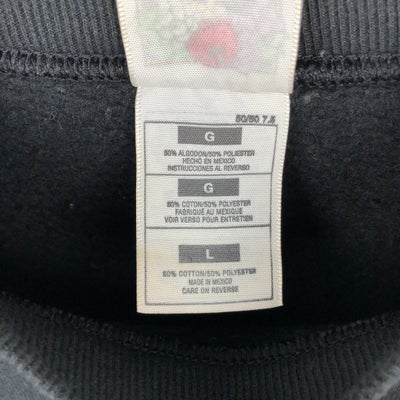 50/50 7.5
G
50% ALGODON/50% POLIESTER
HECHO EN MEXICO
INSTRUCCIONES AL REVERSO
G
50% COTON/50% POLYESTER
FABRIQUÉ AU MEXIQUE
VOIR VERSO POUR ENTRETIEN
L
50% COTTON/50% POLYESTER
MADE IN MEXICO
CARE ON REVERSE